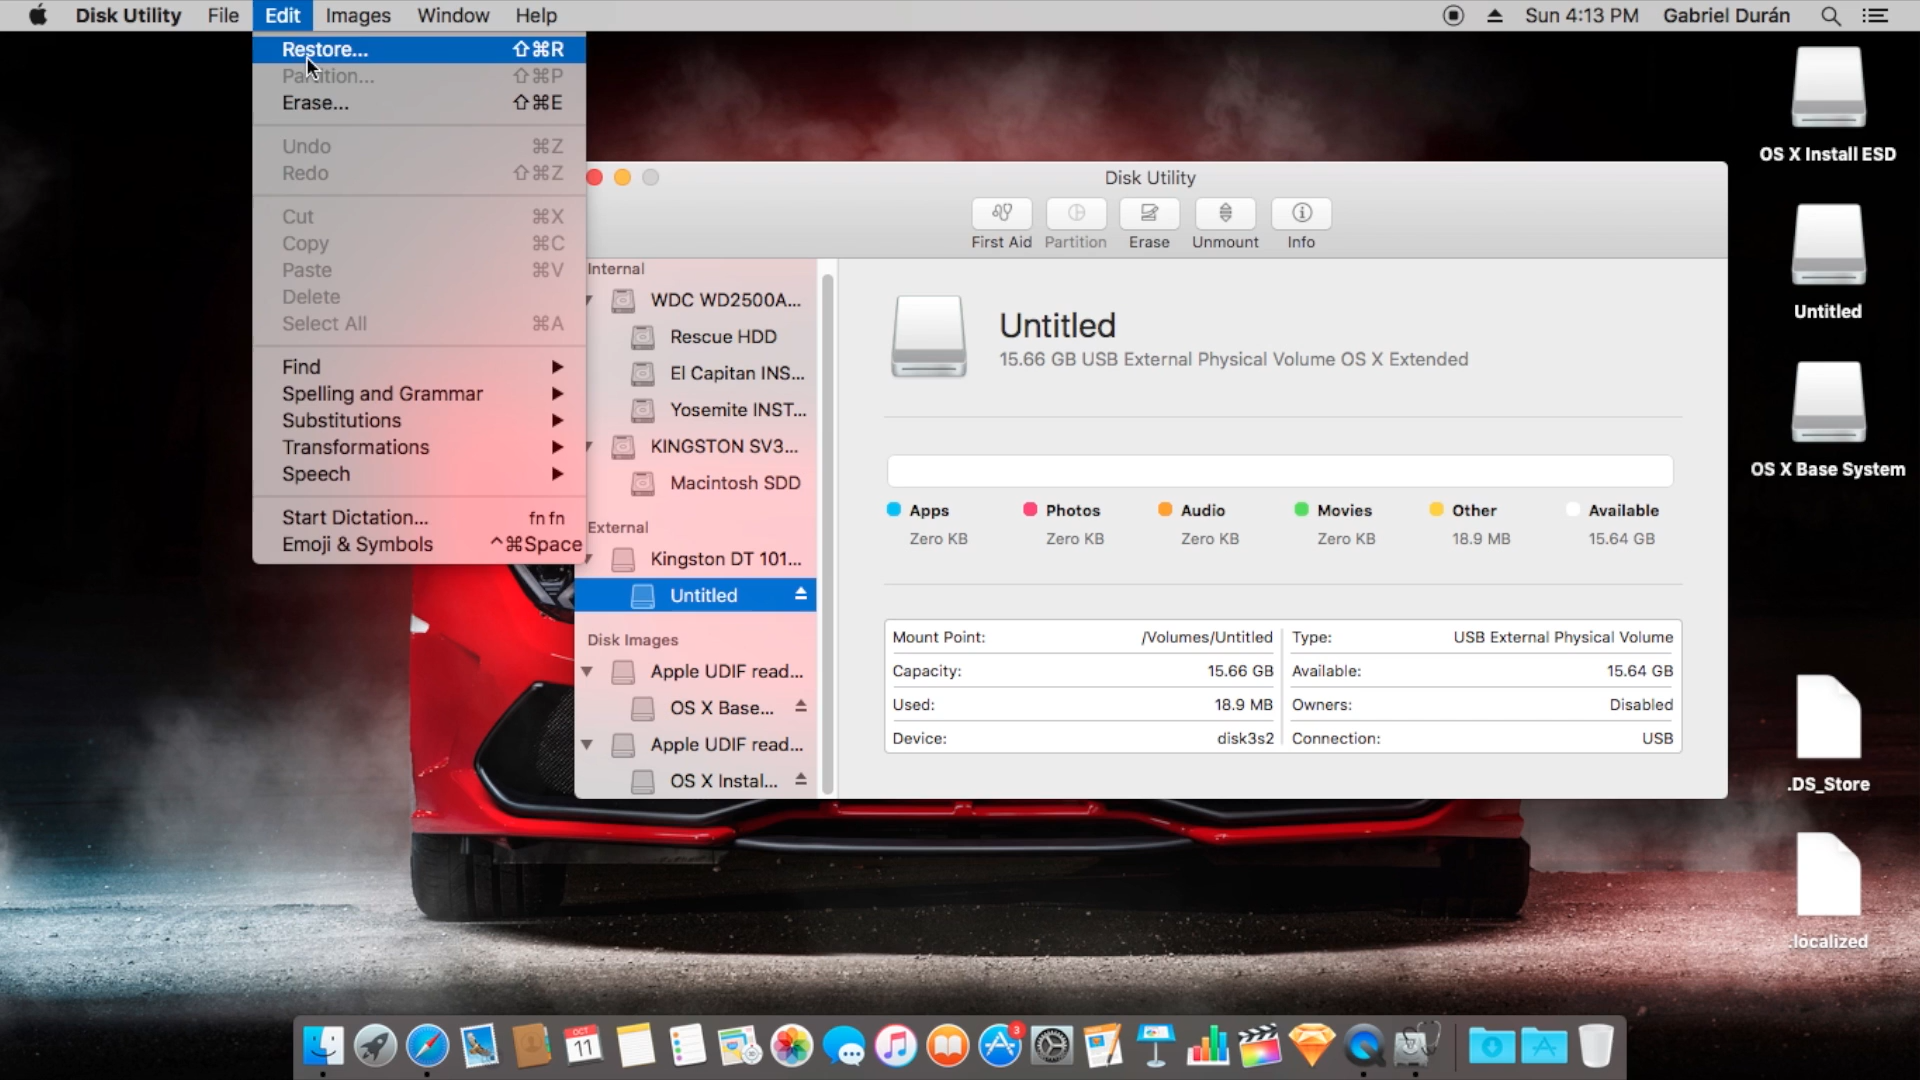 Disk Utility File Edit Images Window Help Sun 4:13 PM Gabriel Durán
Restore... ⇧⌘R
Partition... ⇧⌘P
Erase... ⇧⌘E
Undo ⌘Z
Redo ⇧⌘Z
Cut ⌘X
Copy ⌘C
Paste ⌘V
Delete
Select All ⌘A
Find
Spelling and Grammar
Substitutions
Transformations
Speech
Start Dictation... fn fn
Emoji & Symbols ^⌘Space
Disk Utility
First Aid Partition Erase Unmount Info
Internal
WDC WD2500A...
Rescue HDD
El Capitan INS...
Yosemite INST...
KINGSTON SV3...
Macintosh SDD
External
Kingston DT 101...
Untitled
Disk Images
Apple UDIF read...
OS X Base...
Apple UDIF read...
OS X Instal...
Untitled
15.66 GB USB External Physical Volume OS X Extended
Apps Photos Audio Movies Other Available
Zero KB Zero KB Zero KB Zero KB 18.9 MB 15.64 GB
Mount Point: /Volumes/Untitled Type: USB External Physical Volume
Capacity: 15.66 GB Available: 15.64 GB
Used: 18.9 MB Owners: Disabled
Device: disk3s2 Connection: USB
OS X Install ESD
Untitled
OS X Base System
.DS_Store
.localized
OCT
11
3